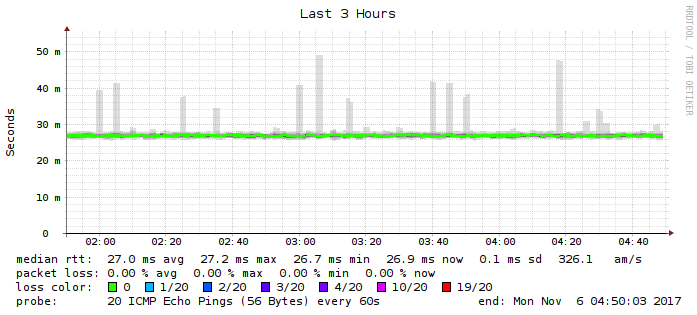 Last 3 Hours
RRDTOOL / TOBI OETIKER
Seconds
50 m
40 m
30 m
20 m
10 m
0
02:00 02:20 02:40 03:00 03:20 03:40 04:00 04:20 04:40
median rtt: 27.0 ms avg 27.2 ms max 26.7 ms min 26.9 ms now 0.1 ms sd 326.1 am/s
packet loss: 0.00 % avg 0.00 % max 0.00 % min 0.00 % now
loss color: 0 1/20 2/20 3/20 4/20 10/20 19/20
probe: 20 ICMP Echo Pings (56 Bytes) every 60s end: Mon Nov 6 04:50:03 2017